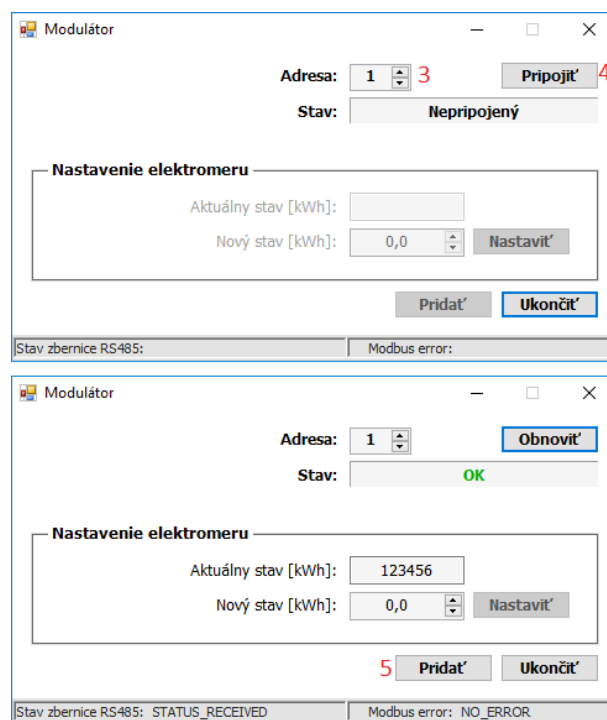 Modulátor
Adresa: 1 3 Pripojiť 4
Stav: Nepripojený
Nastavenie elektromeru
Aktuálny stav [kWh]:
Nový stav [kWh]: 0,0 Nastaviť
Pridať Ukončiť
Stav zbernice RS485: Modbus error:
Modulátor
Adresa: 1 Obnoviť
Stav: OK
Nastavenie elektromeru
Aktuálny stav [kWh]: 123456
Nový stav [kWh]: 0,0 Nastaviť
5 Pridať Ukončiť
Stav zbernice RS485: STATUS_RECEIVED Modbus error: NO_ERROR